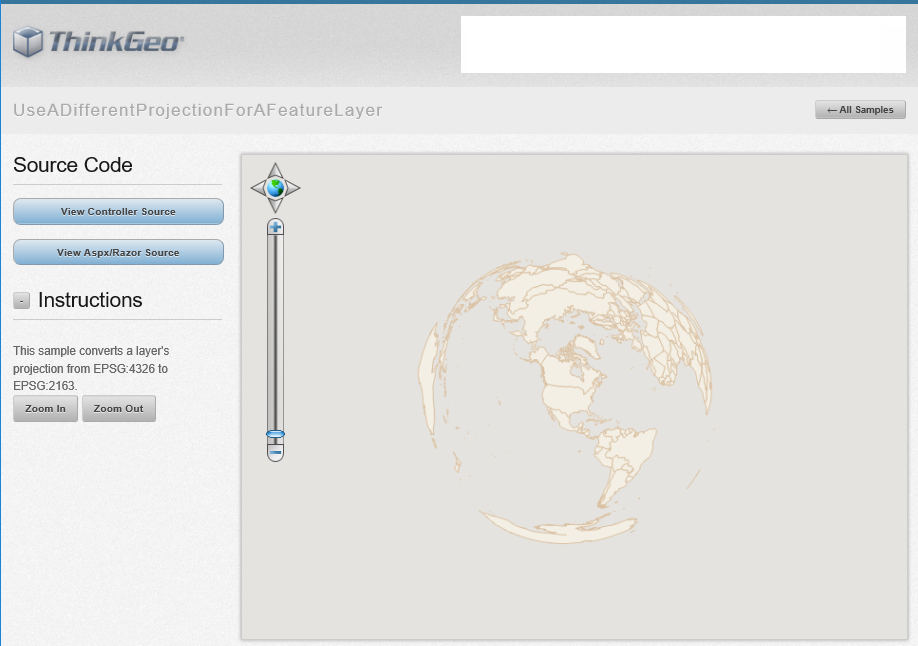 ThinkGeo
UseADifferentProjectionForAFeatureLayer
← All Samples
Source Code
View Controller Source
View Aspx/Razor Source
- Instructions
This sample converts a layer's
projection from EPSG:4326 to
EPSG:2163.
Zoom In Zoom Out